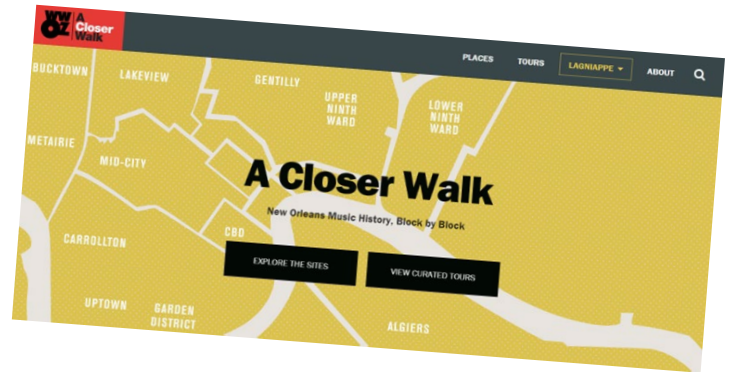 WWOZ
A
Closer
Walk
PLACES
TOURS
LAGNIAPPE
ABOUT
BUCKTOWN
LAKEVIEW
GENTILLY
UPPER
NINTH
WARD
LOWER
NINTH
WARD
METAIRIE
MID-CITY
A Closer Walk
New Orleans Music History, Block by Block
CARROLLTON
CBD
EXPLORE THE SITES
VIEW CURATED TOURS
UPTOWN
GARDEN
DISTRICT
ALGIERS